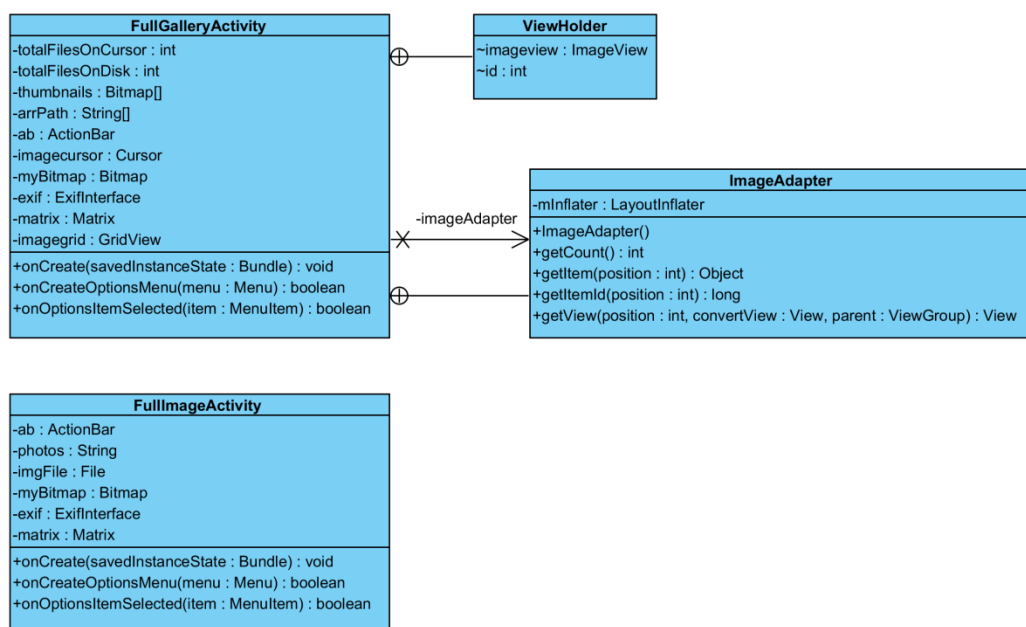 FullGalleryActivity
-totalFilesOnCursor : int
-totalFilesOnDisk : int
-thumbnails : Bitmap[]
-arrPath : String[]
-ab : ActionBar
-imagecursor : Cursor
-myBitmap : Bitmap
-exif : ExifInterface
-matrix : Matrix
-imagegrid : GridView
+onCreate(savedInstanceState : Bundle) : void
+onCreateOptionsMenu(menu : Menu) : boolean
+onOptionsItemSelected(item : MenuItem) : boolean
ViewHolder
~imageview : ImageView
~id : int
-imageAdapter
ImageAdapter
-mInflater : LayoutInflater
+ImageAdapter()
+getCount() : int
+getItem(position : int) : Object
+getItemId(position : int) : long
+getView(position : int, convertView : View, parent : ViewGroup) : View
FullImageActivity
-ab : ActionBar
-photos : String
-imgFile : File
-myBitmap : Bitmap
-exif : ExifInterface
-matrix : Matrix
+onCreate(savedInstanceState : Bundle) : void
+onCreateOptionsMenu(menu : Menu) : boolean
+onOptionsItemSelected(item : MenuItem) : boolean